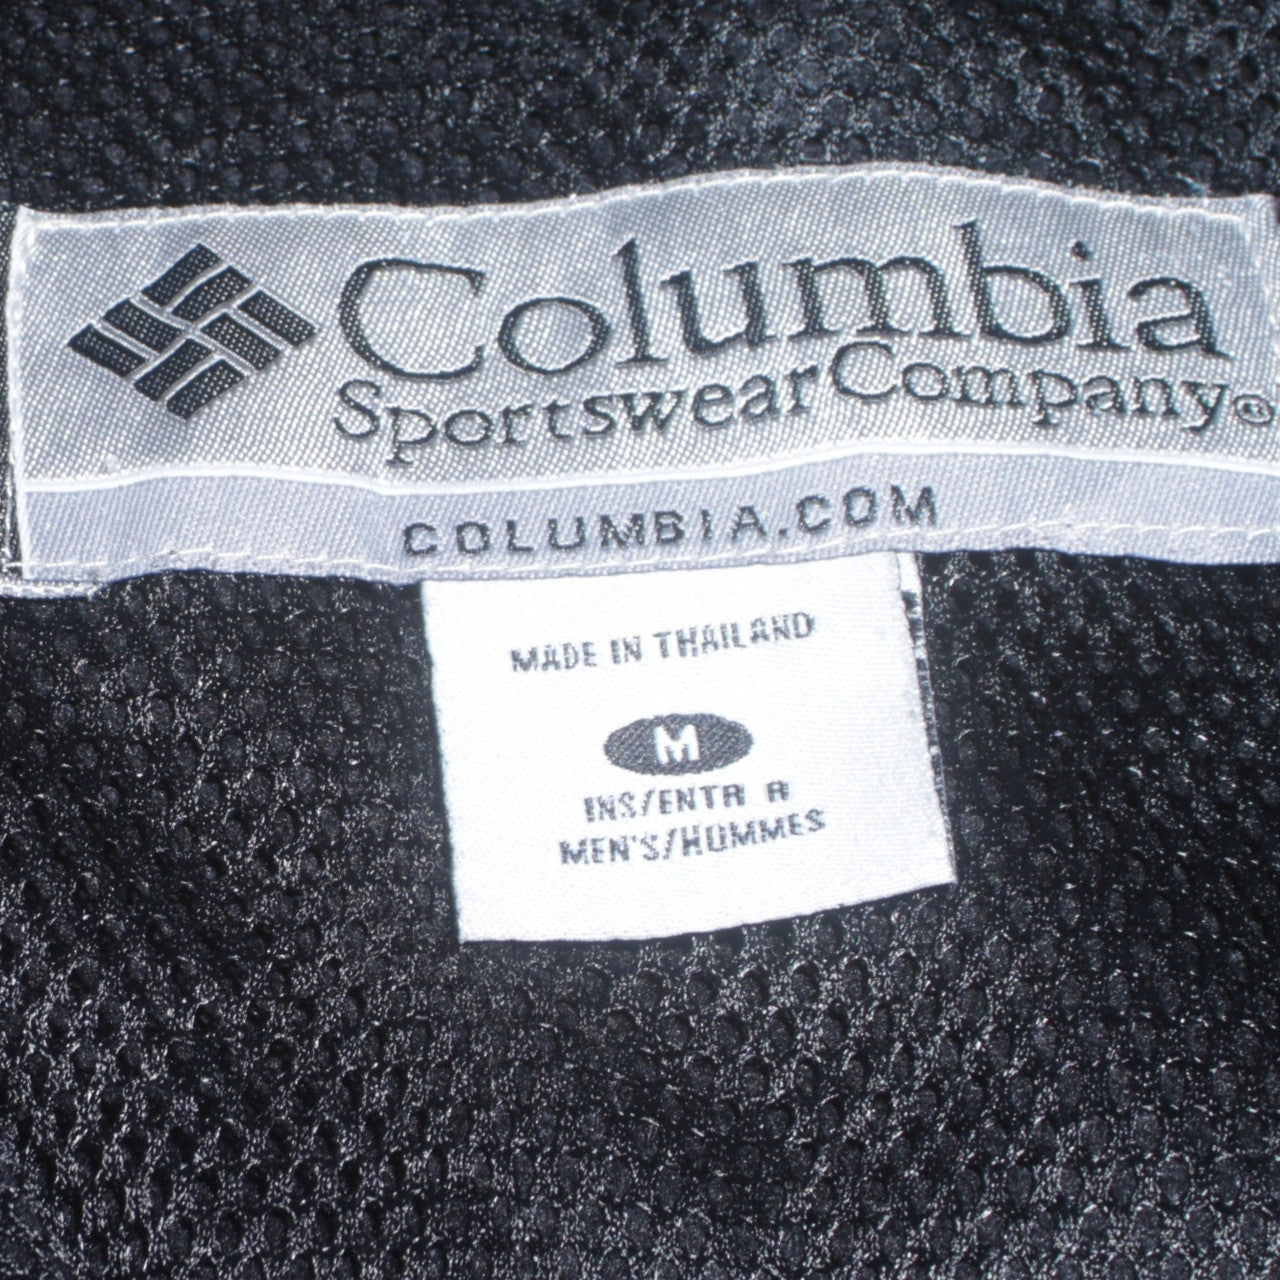 Columbia
Sportswear Company®
COLUMBIA.COM
MADE IN THAILAND
M
INS/ENTR R
MEN'S/HOMMES